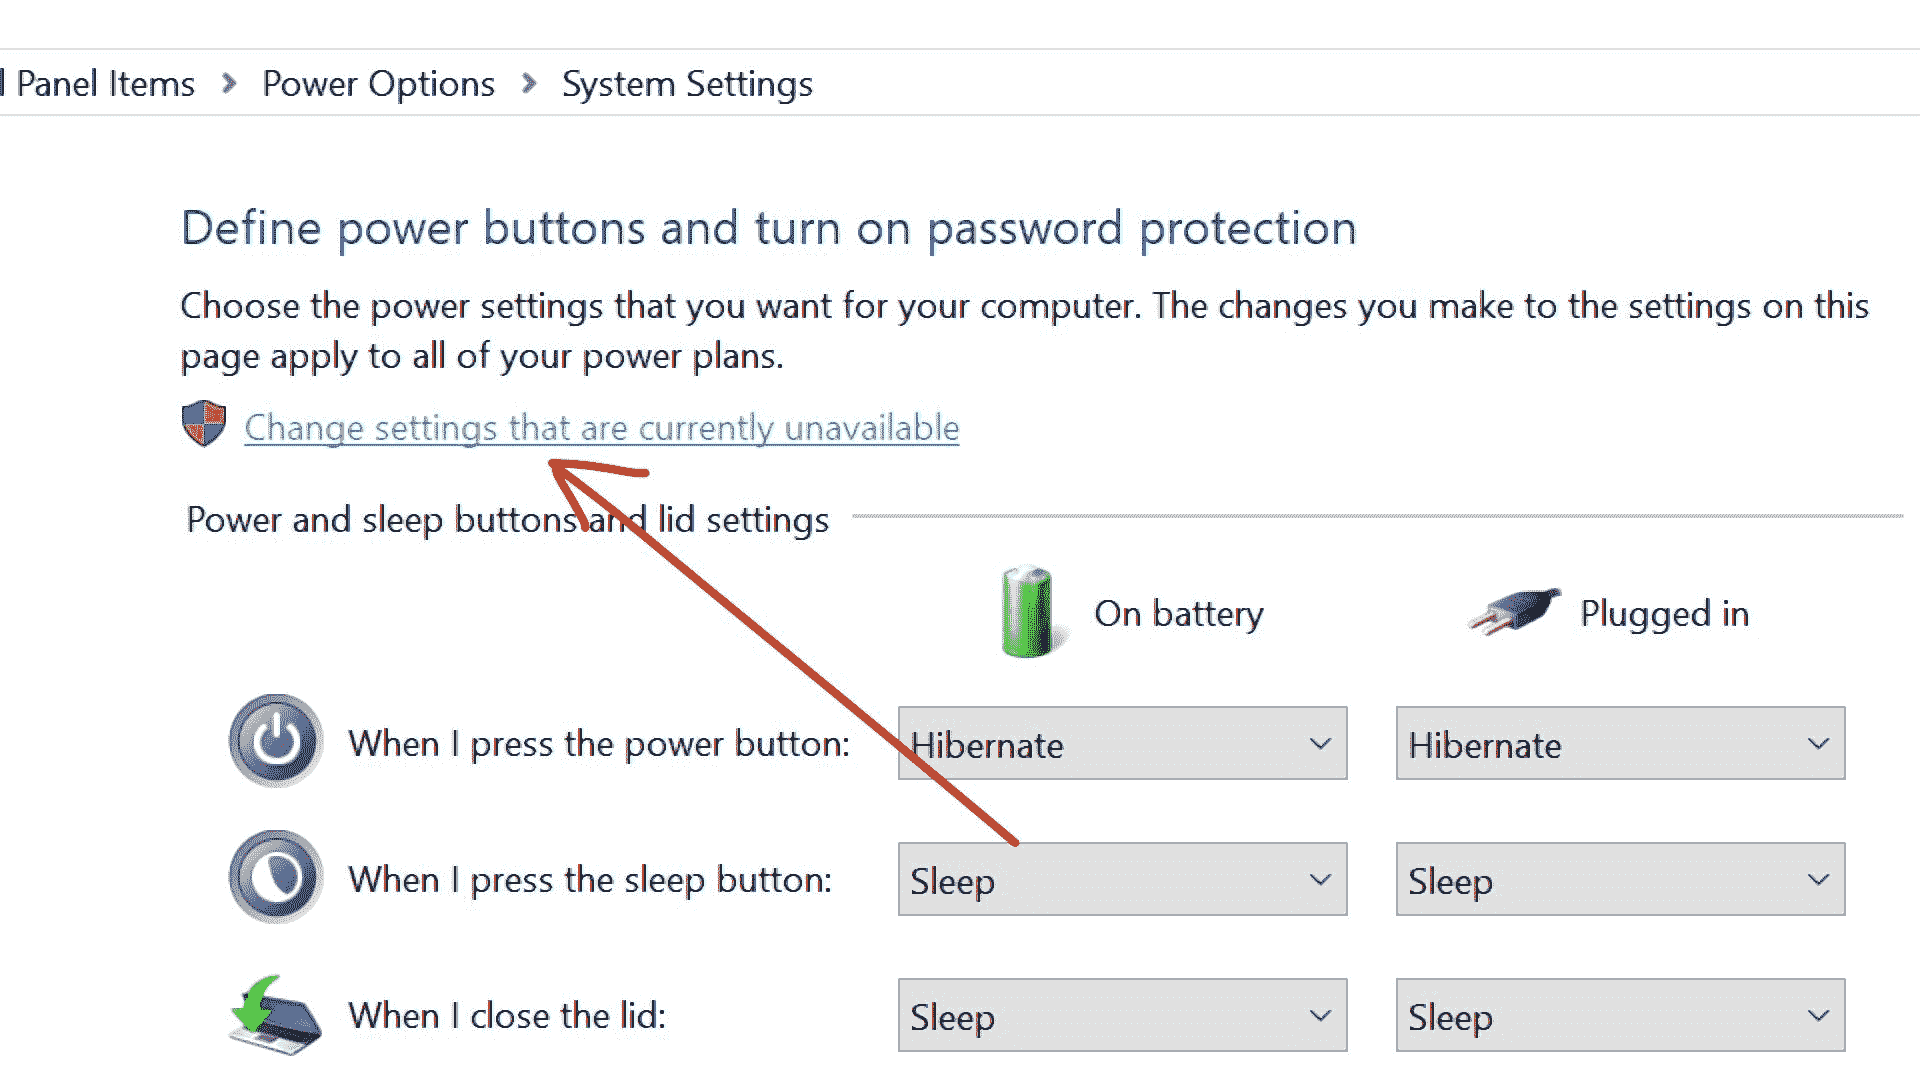 Panel Items > Power Options > System Settings
Define power buttons and turn on password protection
Choose the power settings that you want for your computer. The changes you make to the settings on this
page apply to all of your power plans.
Change settings that are currently unavailable
Power and sleep buttons and lid settings
On battery Plugged in
When I press the power button: Hibernate Hibernate
When I press the sleep button: Sleep Sleep
When I close the lid: Sleep Sleep